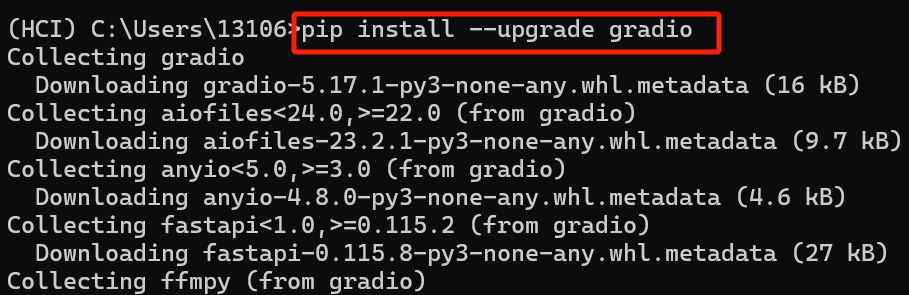 (HCI) C:\Users\13106>pip install --upgrade gradio
Collecting gradio
  Downloading gradio-5.17.1-py3-none-any.whl.metadata (16 kB)
Collecting aiofiles<24.0,>=22.0 (from gradio)
  Downloading aiofiles-23.2.1-py3-none-any.whl.metadata (9.7 kB)
Collecting anyio<5.0,>=3.0 (from gradio)
  Downloading anyio-4.8.0-py3-none-any.whl.metadata (4.6 kB)
Collecting fastapi<1.0,>=0.115.2 (from gradio)
  Downloading fastapi-0.115.8-py3-none-any.whl.metadata (27 kB)
Collecting ffmpy (from gradio)